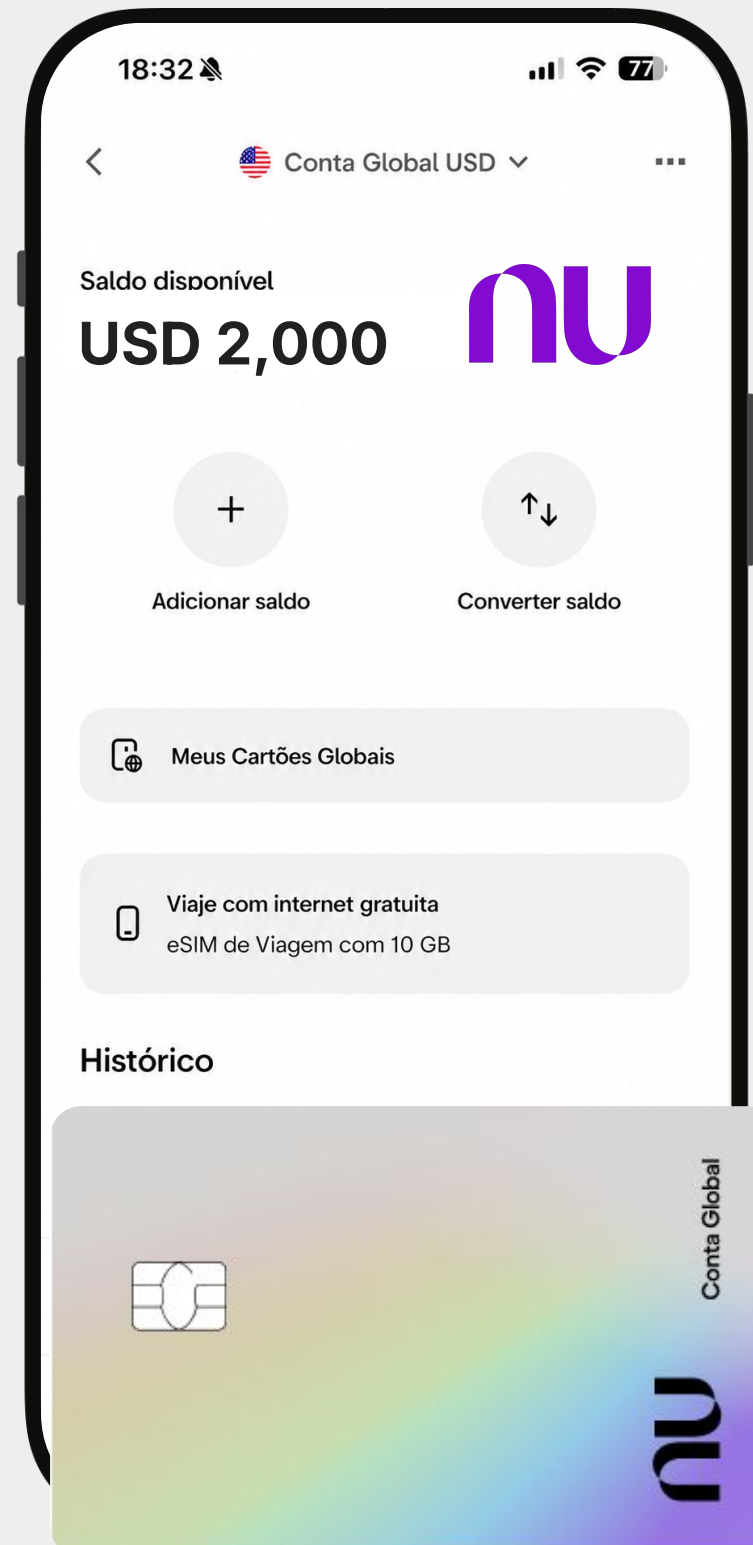 18:32
77
Conta Global USD
Saldo disponível
USD 2,000
nu
Adicionar saldo
Converter saldo
Meus Cartões Globais
Viaje com internet gratuita
eSIM de Viagem com 10 GB
Histórico
Conta Global
nu